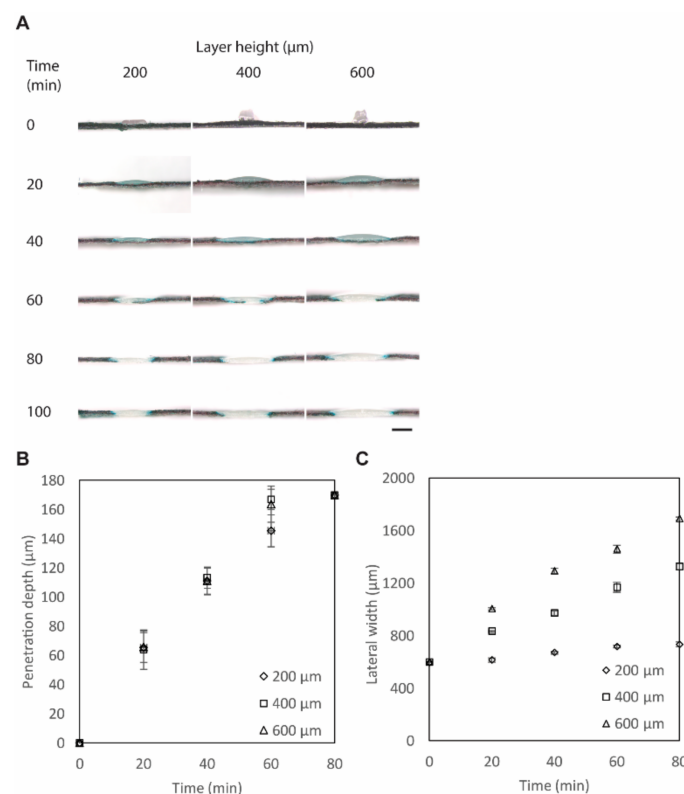 A
Layer height (µm)
Time
(min)
200 400 600
0
20
40
60
80
100
B
Penetration depth (µm)
180
160
140
120
100
80
60
40
20
0
200 µm
400 µm
600 µm
0 20 40 60 80
Time (min)
C
Lateral width (µm)
2000
1600
1200
800
400
0
200 µm
400 µm
600 µm
0 20 40 60 80
Time (min)